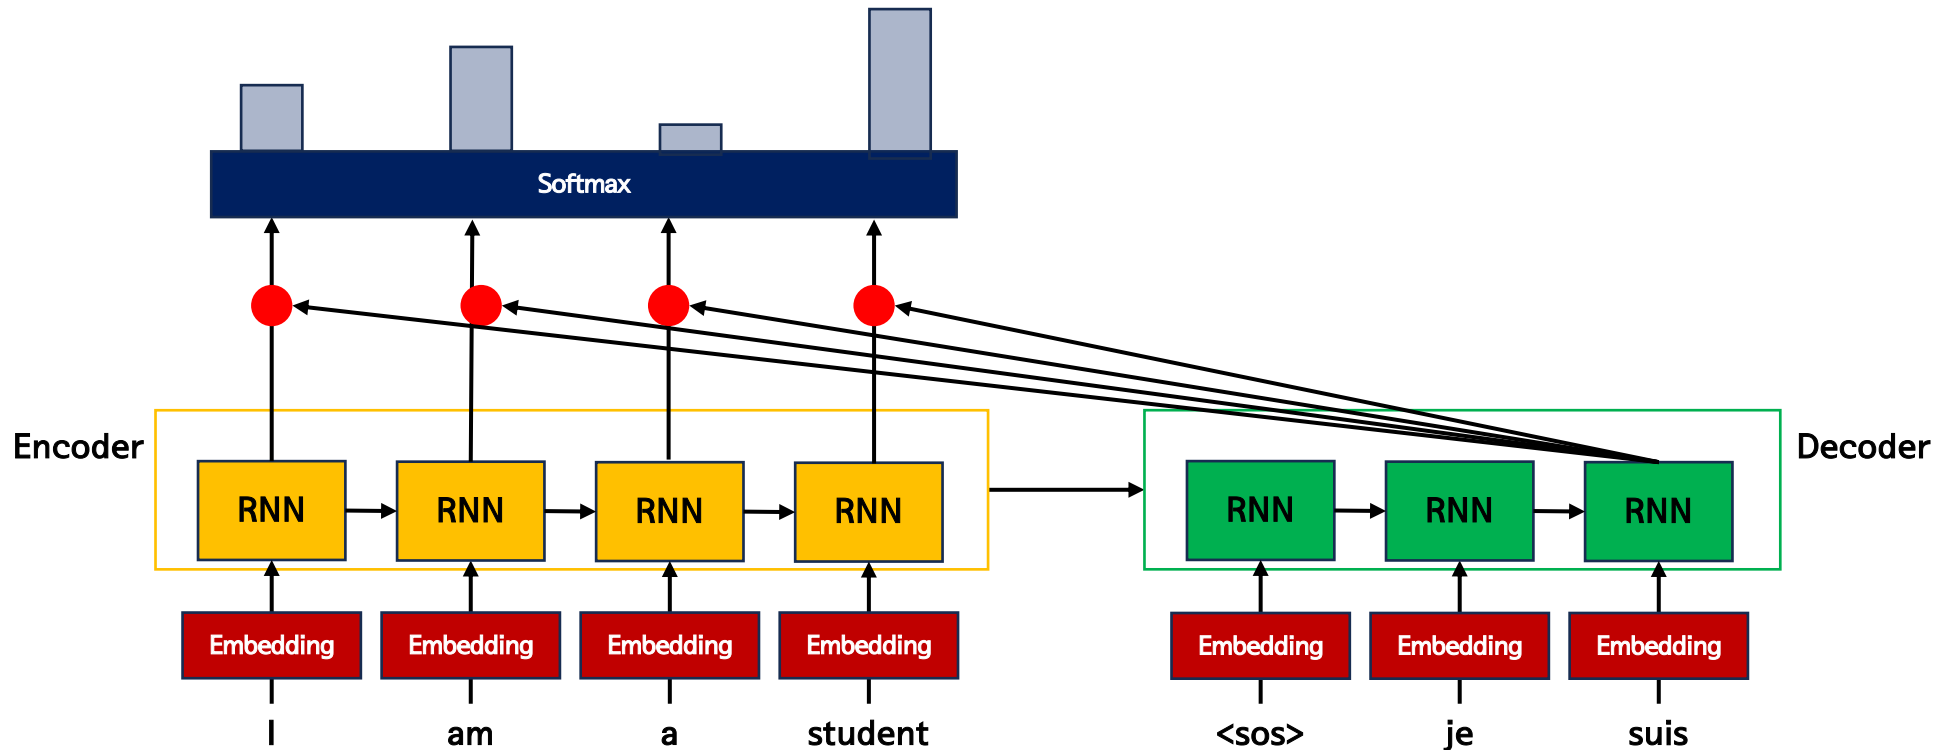 Softmax
Encoder
Decoder
RNN RNN RNN RNN RNN RNN RNN
Embedding Embedding Embedding Embedding Embedding Embedding Embedding
I am a student <sos> je suis